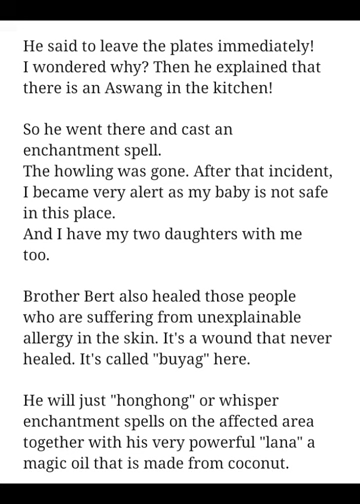 He said to leave the plates immediately!
I wondered why? Then he explained that
there is an Aswang in the kitchen!
So he went there and cast an
enchantment spell.
The howling was gone. After that incident,
I became very alert as my baby is not safe
in this place.
And I have my two daughters with me
too.
Brother Bert also healed those people
who are suffering from unexplainable
allergy in the skin. It's a wound that never
healed. It's called "buyag" here.
He will just "honghong" or whisper
enchantment spells on the affected area
together with his very powerful "lana" a
magic oil that is made from coconut.